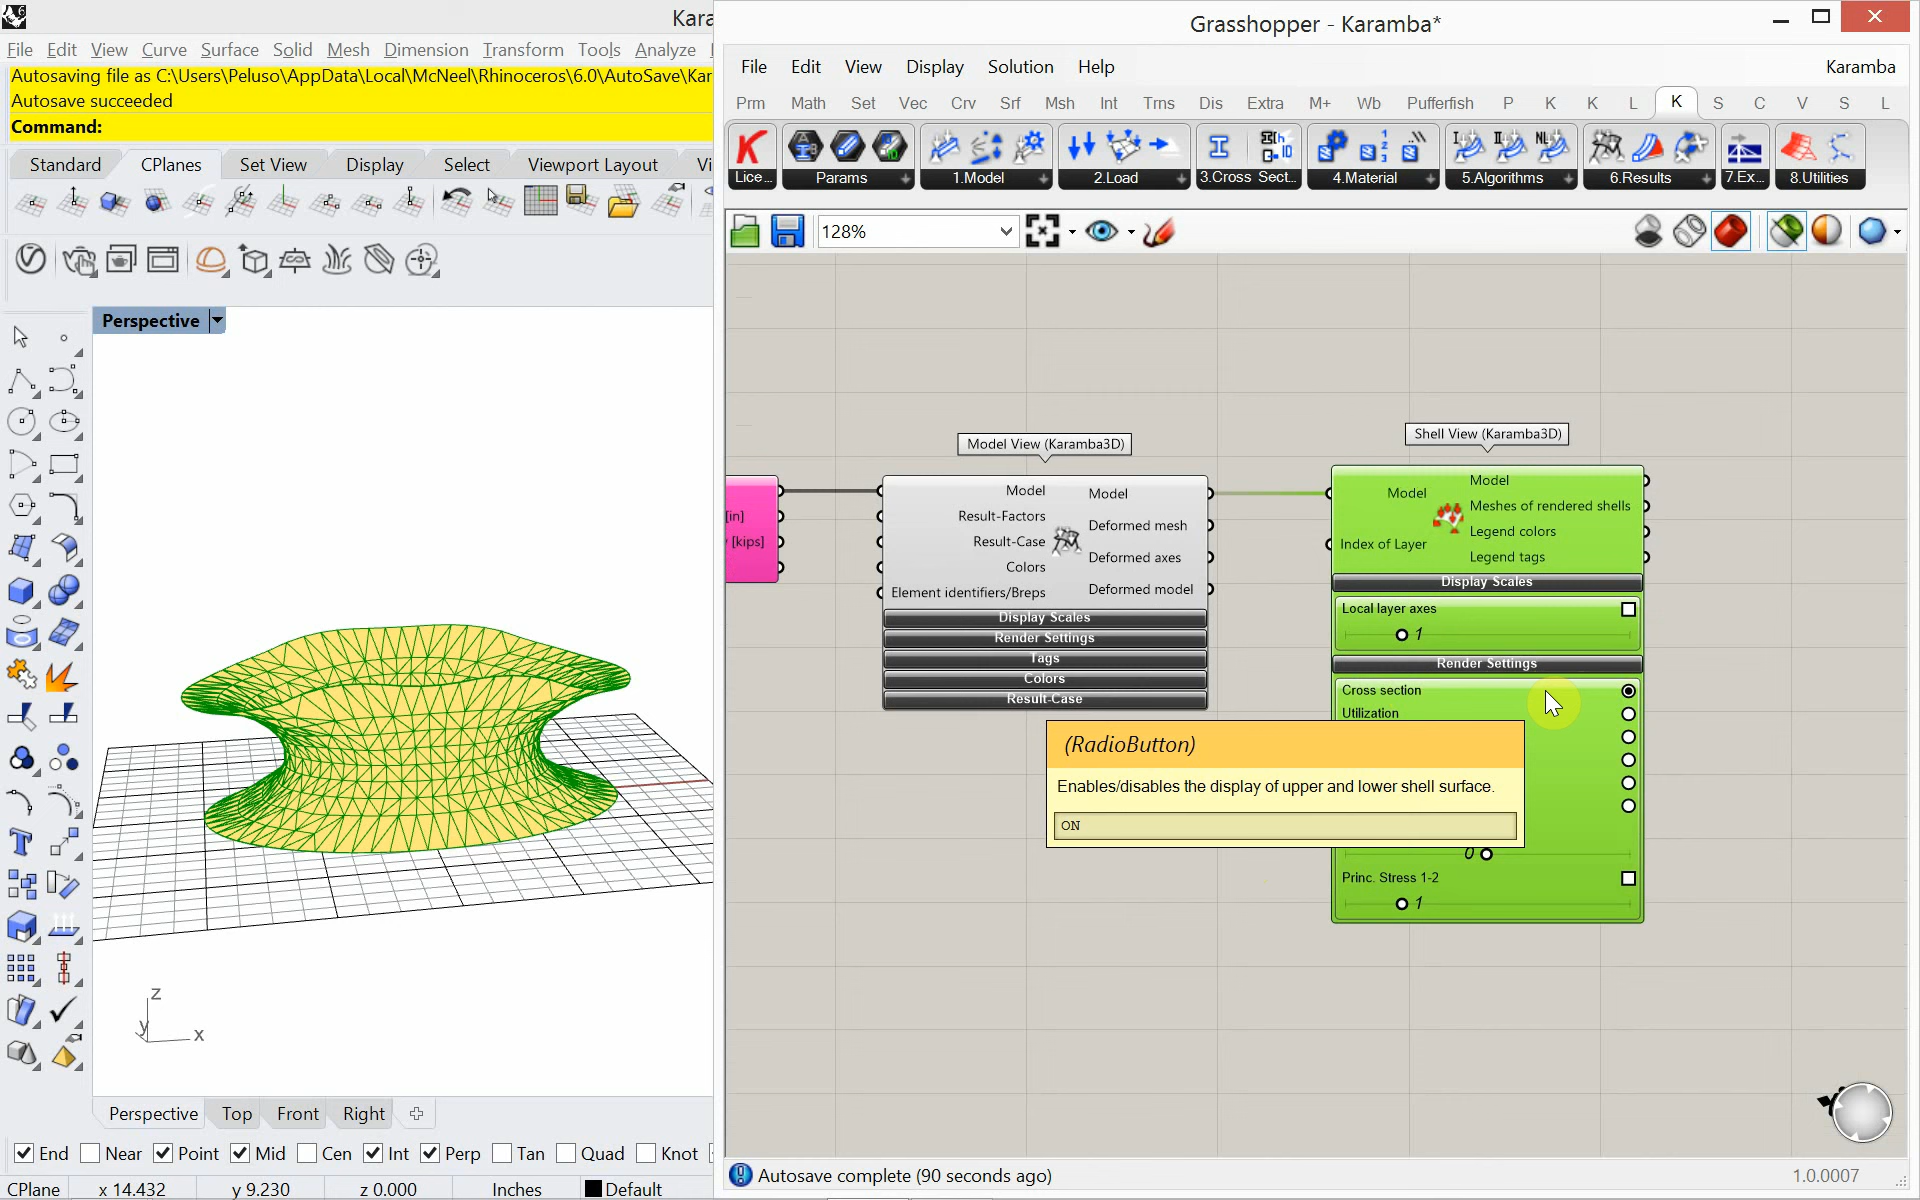 Kara
File Edit View Curve Surface Solid Mesh Dimension Transform Tools Analyze
Autosaving file as C:\Users\Peluso\AppData\Local\McNeel\Rhinoceros\6.0\AutoSave\Kar
Autosave succeeded
Command:
Standard CPlanes Set View Display Select Viewport Layout Vi
Perspective
z
y
x
Perspective Top Front Right
End Near Point Mid Cen Int Perp Tan Quad Knot
CPlane x 14.432 y 9.230 z 0.000 Inches Default
Grasshopper - Karamba*
File Edit View Display Solution Help Karamba
Prm Math Set Vec Crv Srf Msh Int Trns Dis Extra M+ Wb Pufferfish P K K L K S C V S L
Lice... Params 1.Model 2.Load 3.Cross Sect... 4.Material 5.Algorithms 6.Results 7.Ex... 8.Utilities
128%
[in]
[kips]
Model View (Karamba3D)
Model
Result-Factors
Result-Case
Colors
Element identifiers/Breps
Model
Deformed mesh
Deformed axes
Deformed model
Display Scales
Render Settings
Tags
Colors
Result-Case
Shell View (Karamba3D)
Model
Index of Layer
Model
Meshes of rendered shells
Legend colors
Legend tags
Display Scales
Local layer axes
1
Render Settings
Cross section
Utilization
0
Princ. Stress 1-2
1
(RadioButton)
Enables/disables the display of upper and lower shell surface.
ON
Autosave complete (90 seconds ago)
1.0.0007